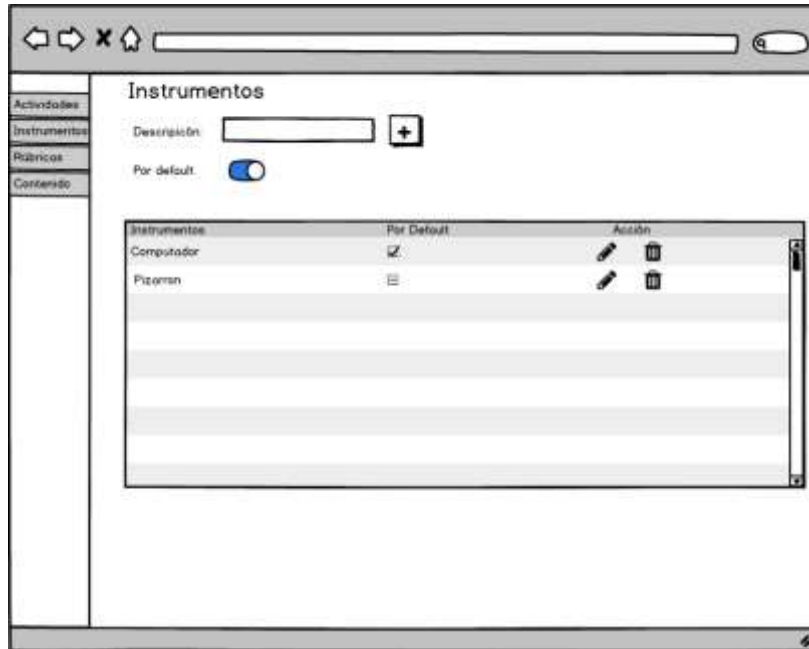 Instrumentos
Actividades
Instrumentos
Rúbricas
Contenido
Descripción
+
Por default
Instrumentos Por Default Acción
Computador
Pizarron